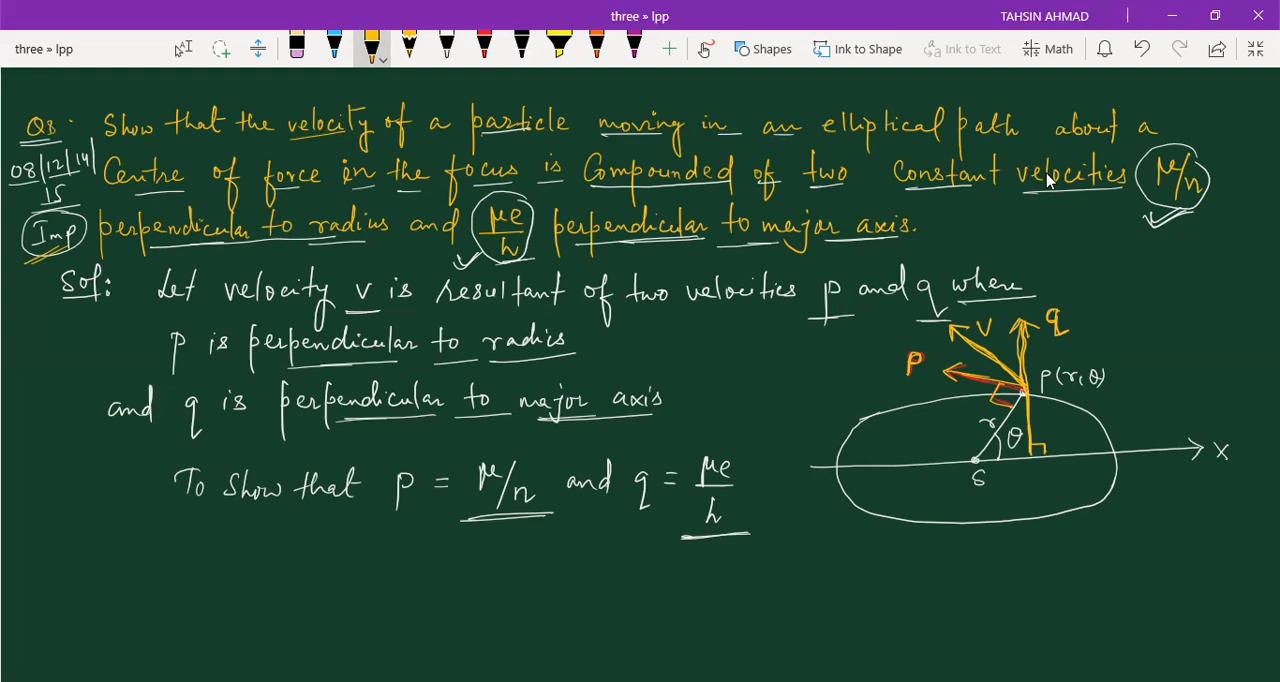 three » lpp
TAHSIN AHMAD
three » lpp
Shapes
Ink to Shape
Ink to Text
Math
Q8. Show that the velocity of a particle moving in an elliptical path about a
08/12/14/ Centre of force in the focus is Compounded of two Constant velocities μ/h
15
Imp perpendicular to radius and μe/h perpendicular to major axis.
Sol: Let velocity v is resultant of two velocities p and q where
p is perpendicular to radius
and q is perpendicular to major axis
To Show that p = μ/h and q = μe/h
q
V
P
P(r,θ)
r
θ
S
X